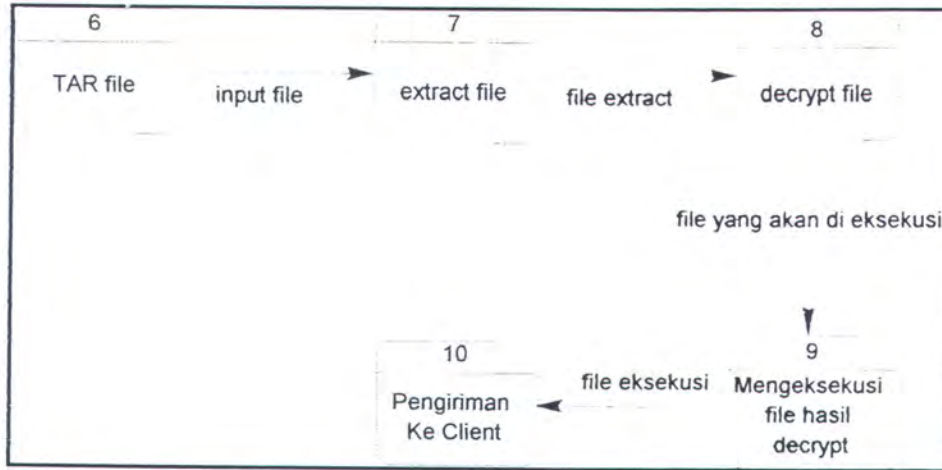 6
TAR file
input file
7
extract file
file extract
8
decrypt file
file yang akan di eksekusi
9
Mengeksekusi
file hasil
decrypt
file eksekusi
10
Pengiriman
Ke Client